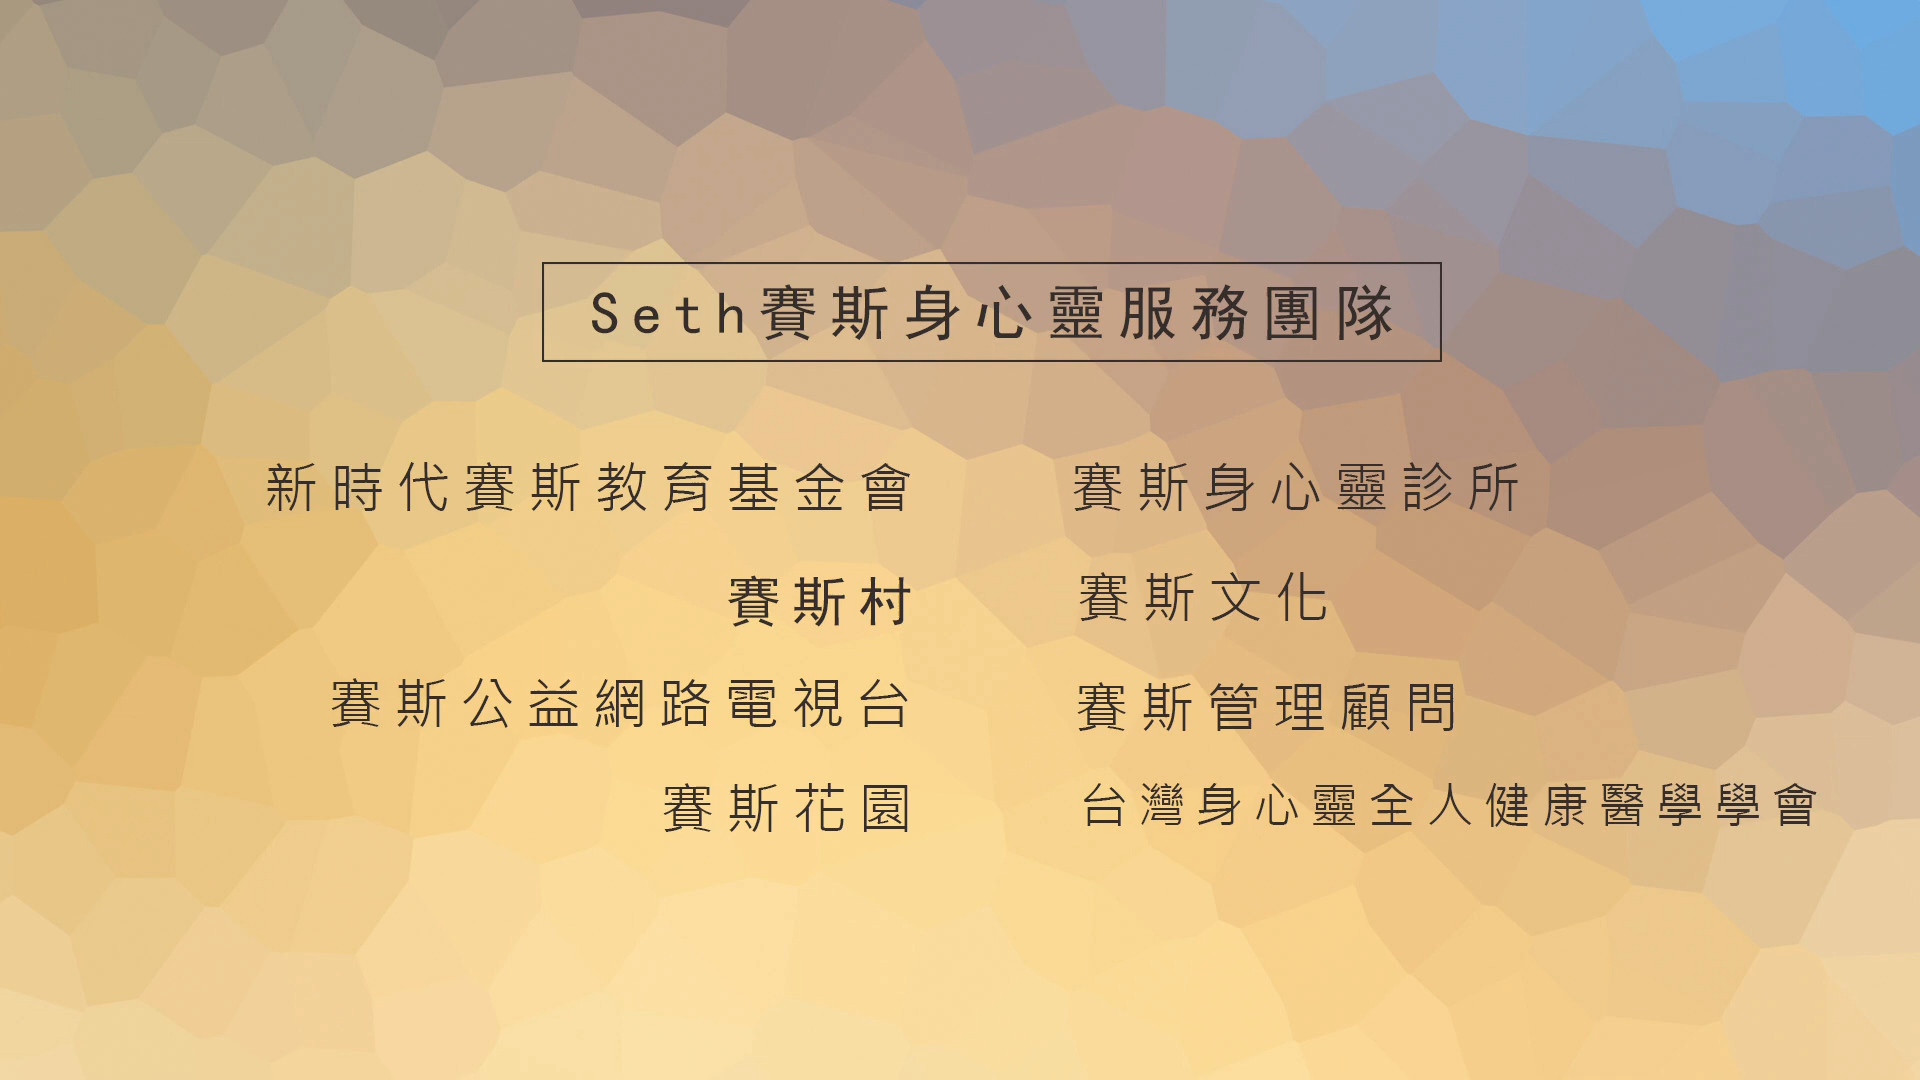 Seth賽斯身心靈服務團隊
新時代賽斯教育基金會
賽斯身心靈診所
賽斯村
賽斯文化
賽斯公益網路電視台
賽斯管理顧問
賽斯花園
台灣身心靈全人健康醫學學會